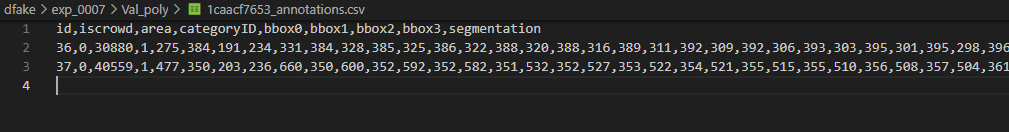 dfake > exp_0007 > Val_poly > 1caacf7653_annotations.csv
1 id,iscrowd,area,categoryID,bbox0,bbox1,bbox2,bbox3,segmentation
2 36,0,30880,1,275,384,191,234,331,384,328,385,325,386,322,388,320,388,316,389,311,392,309,392,306,393,303,395,301,395,298,396
3 37,0,40559,1,477,350,203,236,660,350,600,352,592,352,582,351,532,352,527,353,522,354,521,355,515,355,510,356,508,357,504,361
4